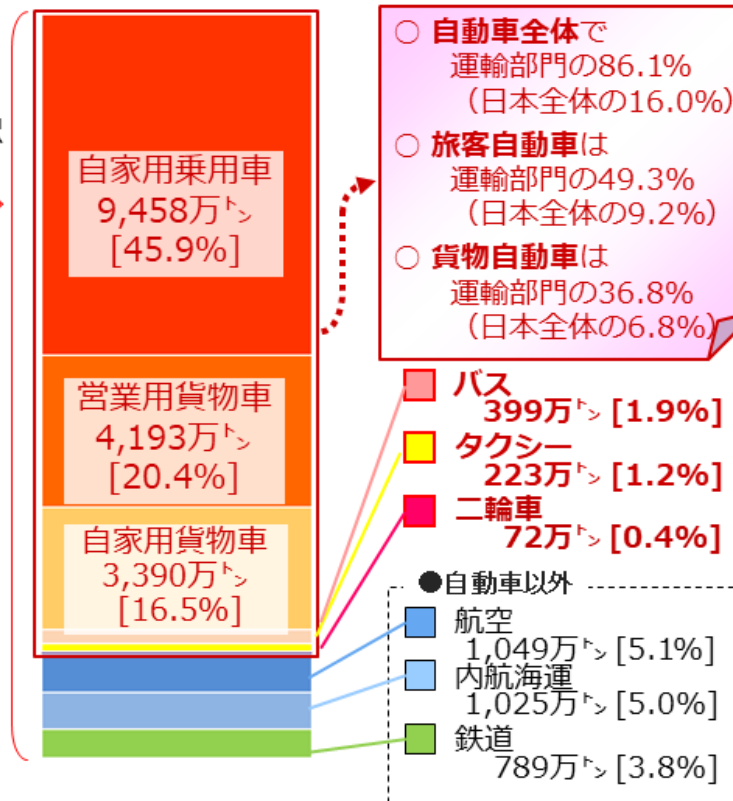 自家用乗用車
9,458万㌧
[45.9%]
営業用貨物車
4,193万㌧
[20.4%]
自家用貨物車
3,390万㌧
[16.5%]
○ 自動車全体で
運輸部門の86.1%
（日本全体の16.0%）
○ 旅客自動車は
運輸部門の49.3%
（日本全体の9.2%）
○ 貨物自動車は
運輸部門の36.8%
（日本全体の6.8%）
バス
399万㌧ [1.9%]
タクシー
223万㌧ [1.2%]
二輪車
72万㌧ [0.4%]
●自動車以外
航空
1,049万㌧ [5.1%]
内航海運
1,025万㌧ [5.0%]
鉄道
789万㌧ [3.8%]